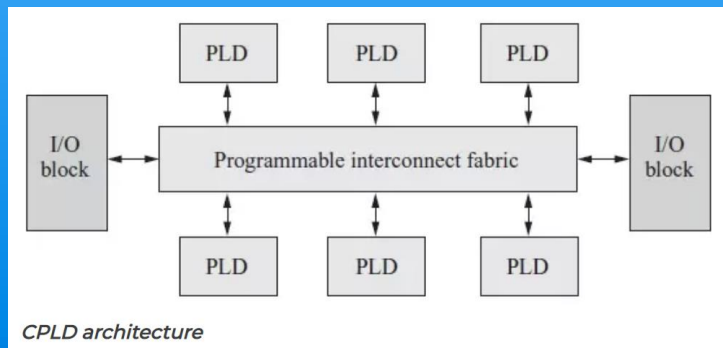 PLD PLD PLD
I/O
block
Programmable interconnect fabric
I/O
block
PLD PLD PLD
CPLD architecture